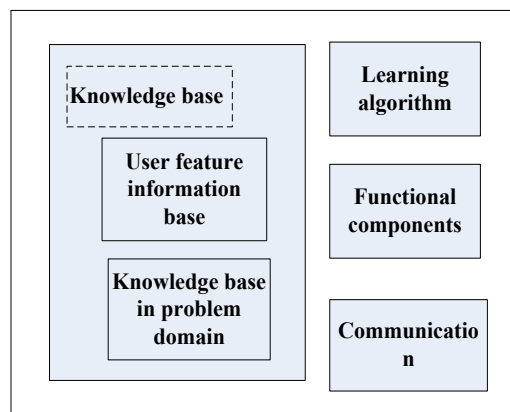 Knowledge base
User feature
information
base
Knowledge base
in problem
domain
Learning
algorithm
Functional
components
Communicatio
n